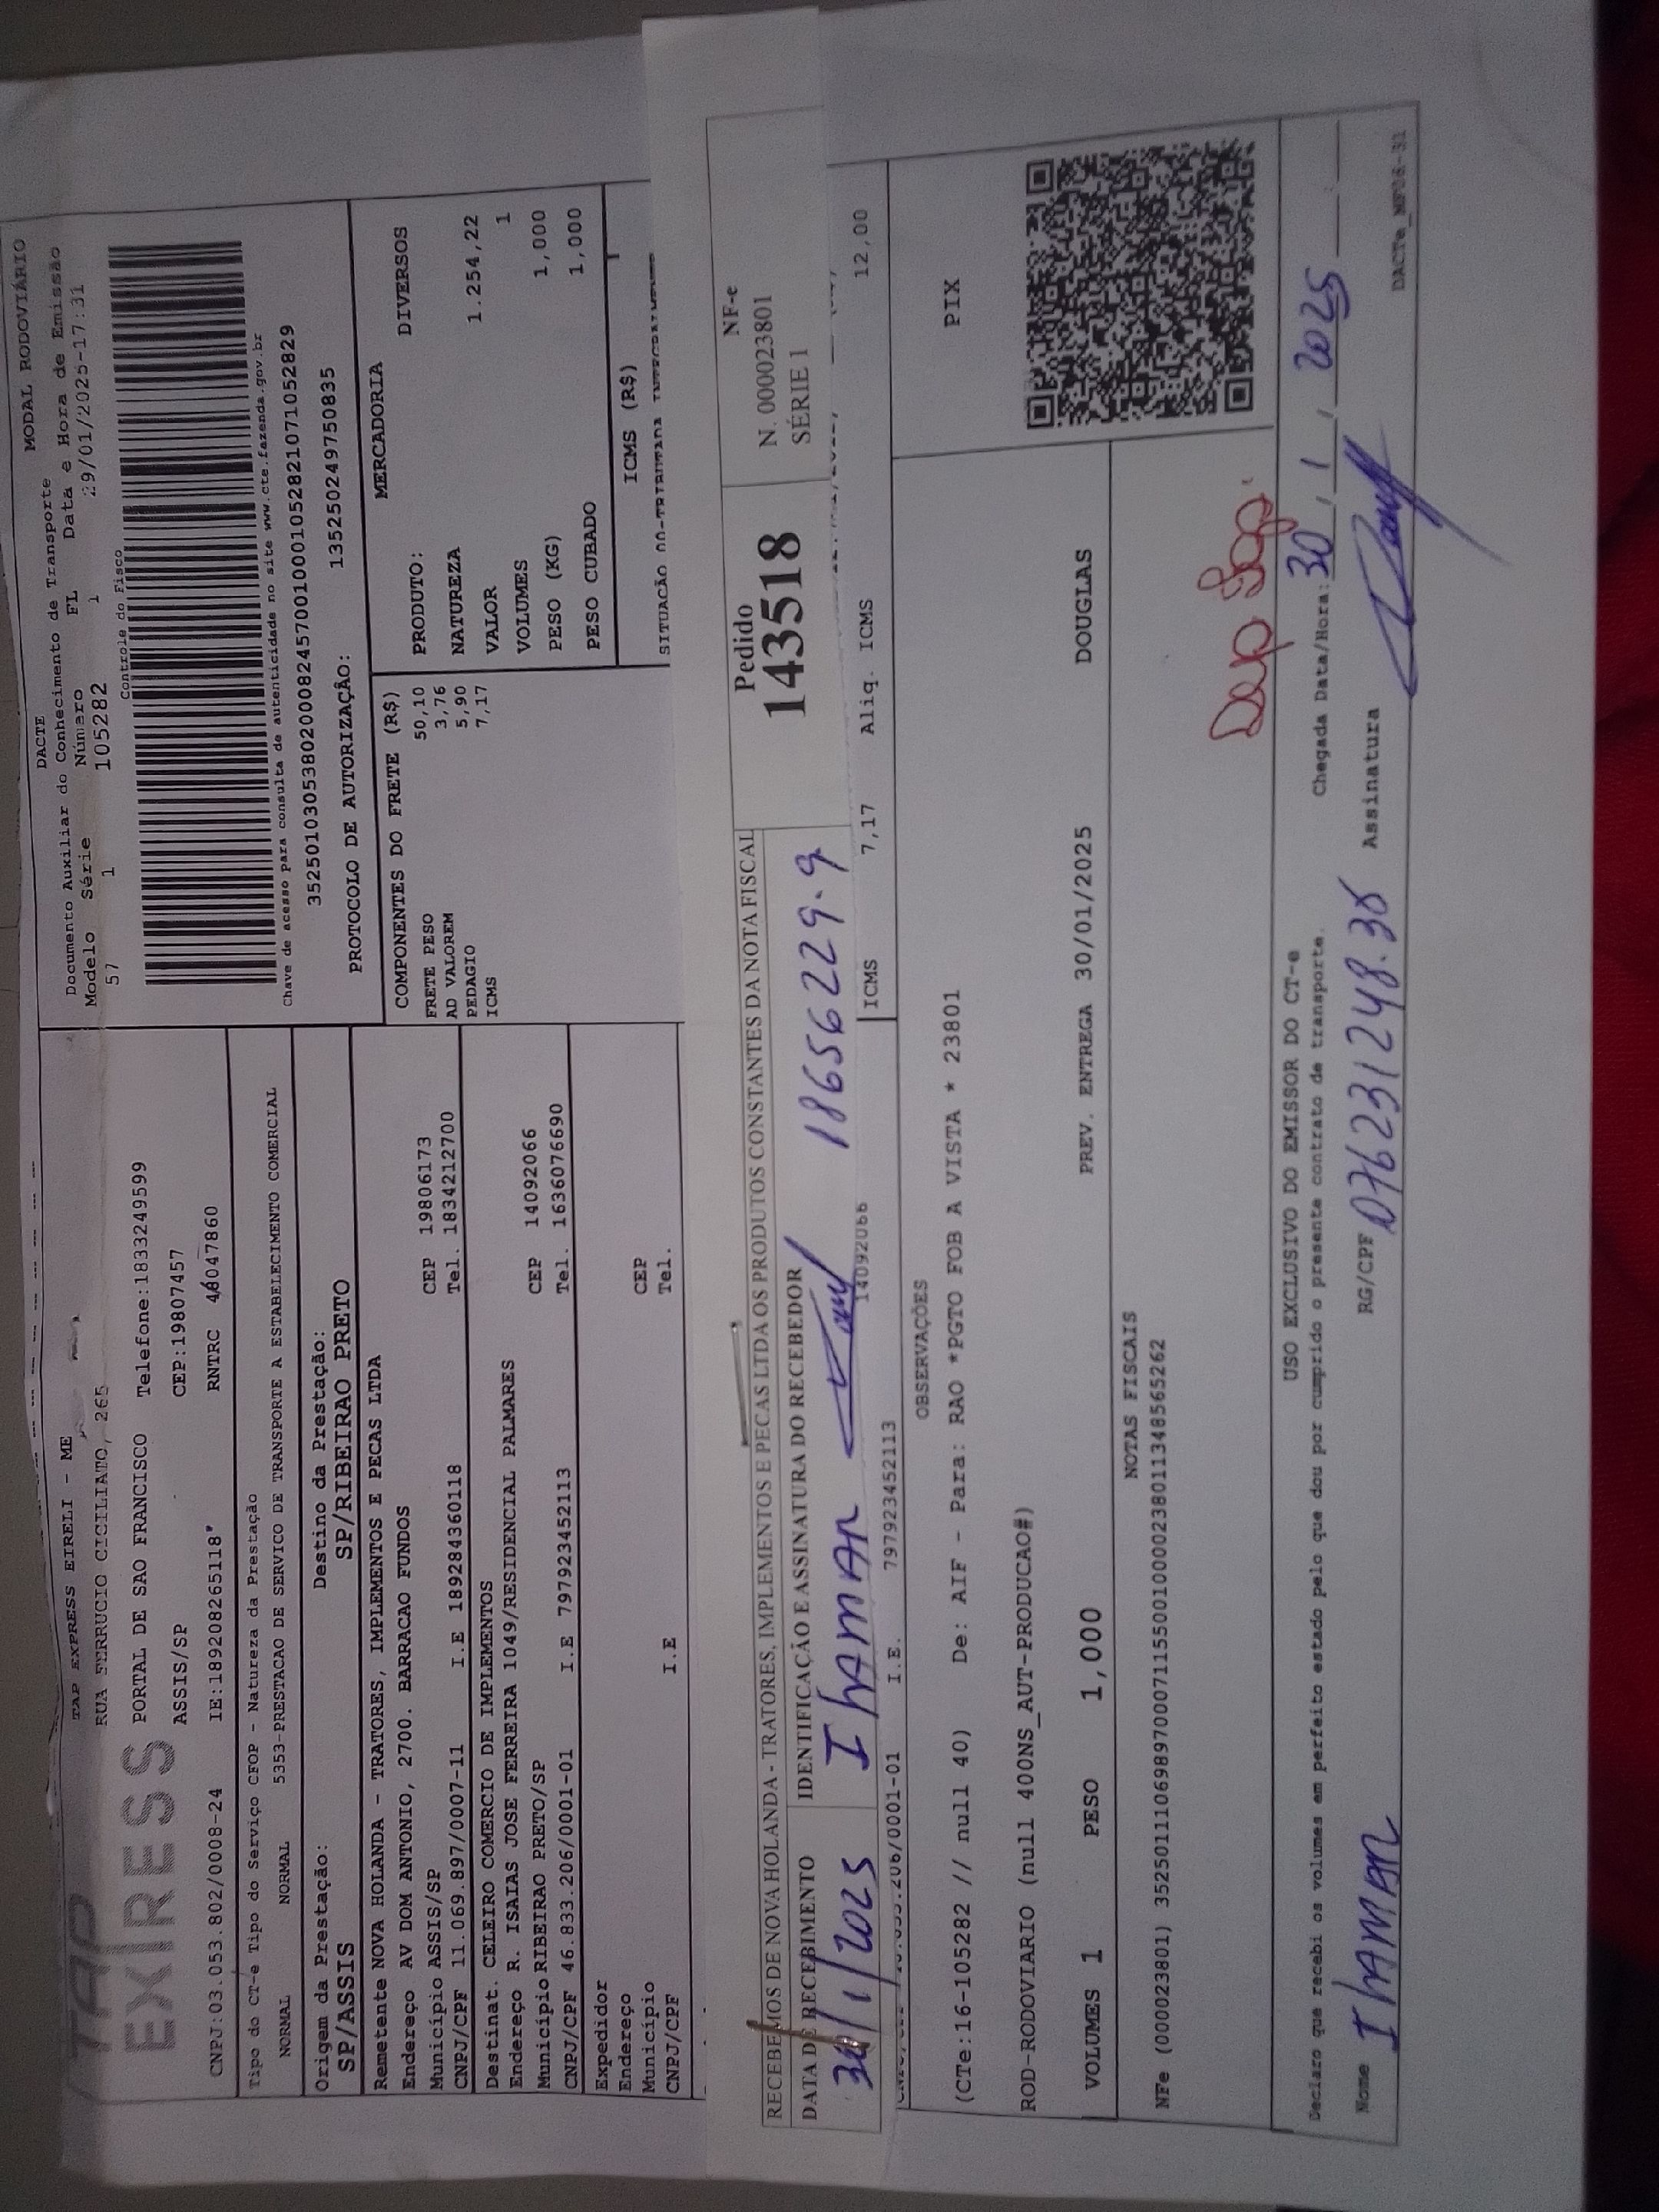 TAP
EXPRESS
TAP EXPRESS EIRELI - ME
RUA FERRUCIO CICILIATO, 265
PORTAL DE SAO FRANCISCO Telefone:1833249599
ASSIS/SP CEP:19807457
CNPJ:03.053.802/0008-24 IE:189208265118 RNTRC
Tipo do CT-e Tipo do Serviço CFOP - Natureza da Prestação
NORMAL NORMAL 5353-PRESTACAO DE SERVICO DE TRANSPORTE A ESTABELECIMENTO COMERCIAL
Origem da Prestação: Destino da Prestação:
SP/ASSIS SP/RIBEIRAO PRETO
DACTE MODAL RODOVIÁRIO
Documento Auxiliar do Conhecimento de Transporte
Modelo Série Número FL Data e Hora de Emissão
57 1 105282 1 29/01/2025-17:31
Controle do Fisco
Chave de acesso para consulta de autenticidade no site www.cte.fazenda.gov.br
35250103053802000824570010001052821071052829
PROTOCOLO DE AUTORIZAÇÃO: 135250249750835
Remetente NOVA HOLANDA - TRATORES, IMPLEMENTOS E PECAS LTDA
Endereço AV DOM ANTONIO, 2700. BARRACAO FUNDOS CEP 19806173
Município ASSIS/SP Tel. 1834212700
CNPJ/CPF 11.069.897/0007-11 I.E 189284360118
Destinat. CELEIRO COMERCIO DE IMPLEMENTOS
Endereço R. ISAIAS JOSE FERREIRA 1049/RESIDENCIAL PALMARES
Município RIBEIRAO PRETO/SP CEP 14092066
CNPJ/CPF 46.833.206/0001-01 I.E 797923452113 Tel. 1636076690
Expedidor
Endereço
Município CEP
CNPJ/CPF I.E Tel.
COMPONENTES DO FRETE (R$)
FRETE PESO 50,10
AD VALOREM 3,76
PEDAGIO 5,90
ICMS 7,17
MERCADORIA
PRODUTO: DIVERSOS
NATUREZA
VALOR 1.254,22
VOLUMES 1
PESO (KG) 1,000
PESO CUBADO 1,000
ICMS (R$)
SITUAÇÃO
RECEBEMOS DE NOVA HOLANDA - TRATORES, IMPLEMENTOS E PECAS LTDA OS PRODUTOS CONSTANTES DA NOTA FISCAL
DATA DE RECEBIMENTO IDENTIFICAÇÃO E ASSINATURA DO RECEBEDOR
30/1/2025 IHAMAR 18656229.9
Pedido
143518
NF-e
N. 000023801
SÉRIE 1
I.E. 797923452113 14092066
ICMS 7,17 Aliq. ICMS 12,00
OBSERVAÇÕES
(CTe:16-105282 // null 40) De: AIF - Para: RAO *PGTO FOB A VISTA * 23801
PIX
ROD-RODOVIARIO (null 400NS_AUT-PRODUCAO#)
VOLUMES 1 PESO 1,000 PREV. ENTREGA 30/01/2025 DOUGLAS
NOTAS FISCAIS
NFe (000023801) 35250111069897000711550010000238011348565262
USO EXCLUSIVO DO EMISSOR DO CT-e
Declaro que recebi os volumes em perfeito estado pelo que dou por cumprido o presente contrato de transporte. Chegada Data/Hora: 30/1/2025
Nome IHAMAR RG/CPF 076231248.38 Assinatura